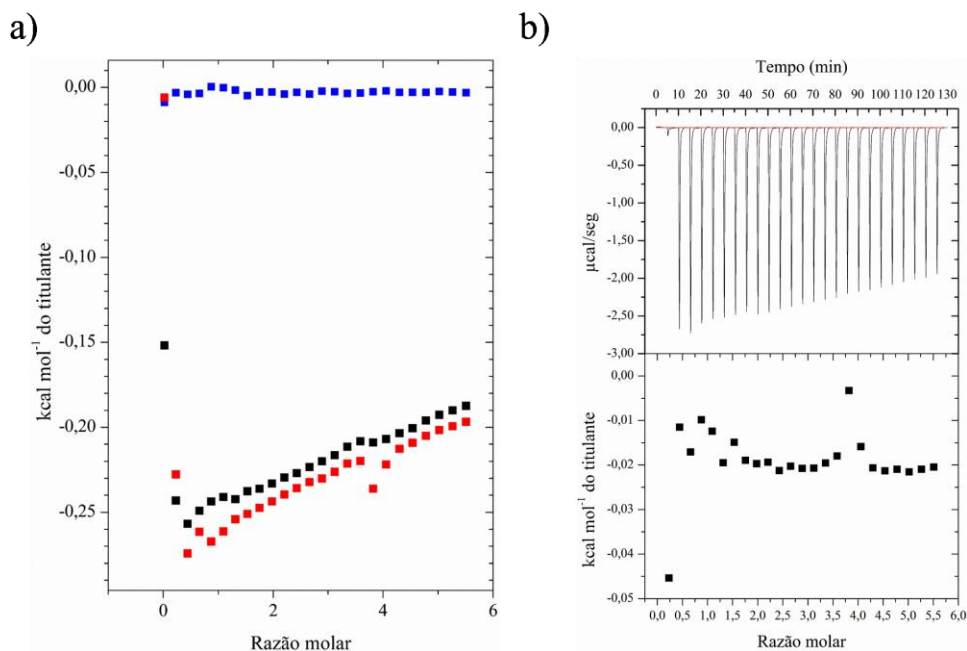 a)
0,00
-0,05
-0,10
-0,15
-0,20
-0,25
kcal mol⁻¹ do titulante
0 2 4 6
Razão molar
b)
Tempo (min)
0 10 20 30 40 50 60 70 80 90 100 110 120 130
0,00
-0,50
-1,00
-1,50
-2,00
-2,50
-3,00
µcal/seg
0,00
-0,01
-0,02
-0,03
-0,04
-0,05
kcal mol⁻¹ do titulante
0,0 0,5 1,0 1,5 2,0 2,5 3,0 3,5 4,0 4,5 5,0 5,5 6,0
Razão molar